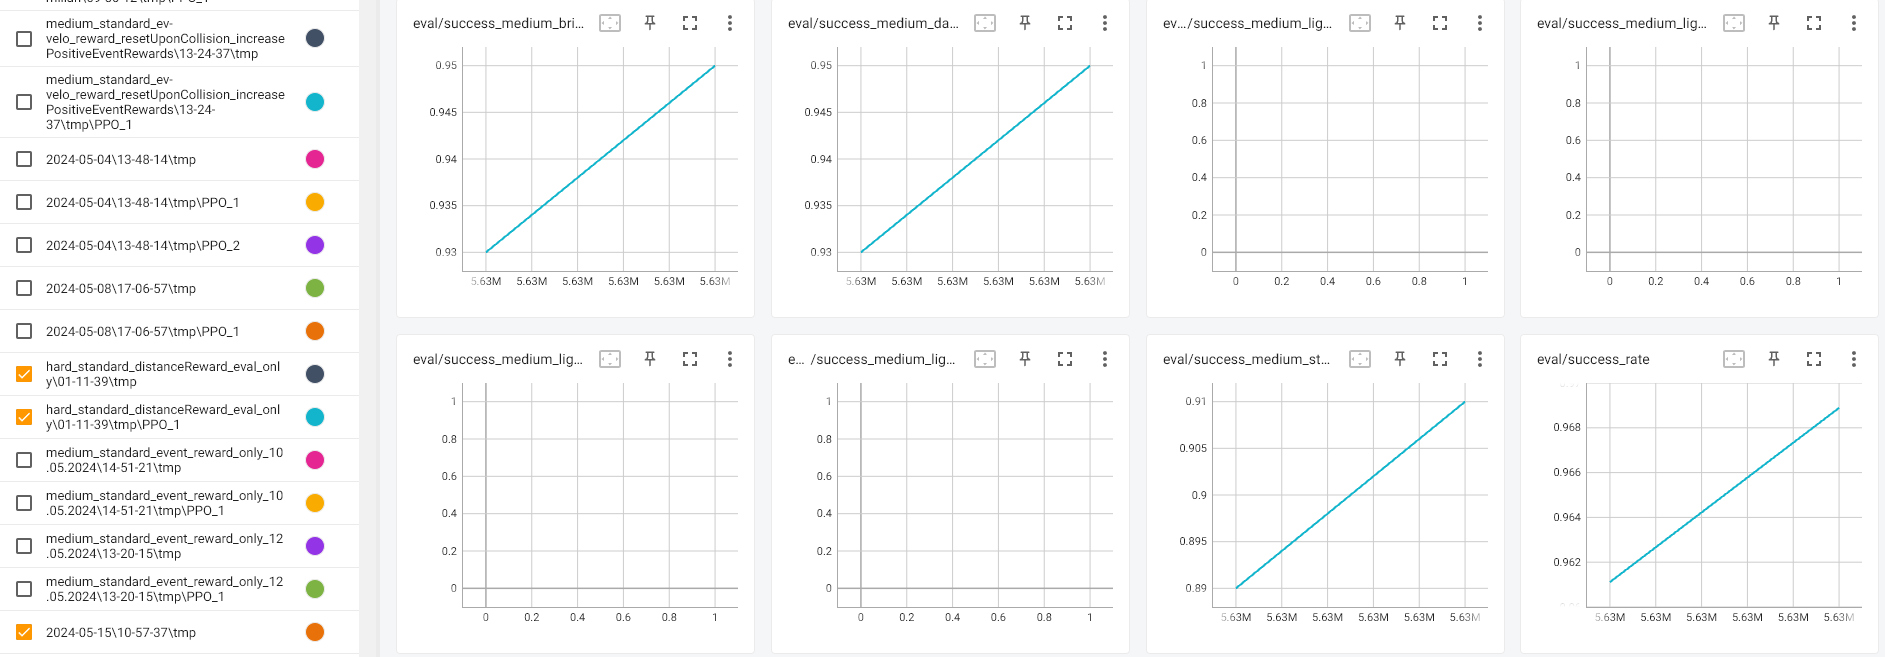 medium_standard_ev-
velo_reward_resetUponCollision_increase
PositiveEventRewards\13-24-37\tmp
medium_standard_ev-
velo_reward_resetUponCollision_increase
PositiveEventRewards\13-24-
37\tmp\PPO_1
2024-05-04\13-48-14\tmp
2024-05-04\13-48-14\tmp\PPO_1
2024-05-04\13-48-14\tmp\PPO_2
2024-05-08\17-06-57\tmp
2024-05-08\17-06-57\tmp\PPO_1
hard_standard_distanceReward_eval_onl
y\01-11-39\tmp
hard_standard_distanceReward_eval_onl
y\01-11-39\tmp\PPO_1
medium_standard_event_reward_only_10
.05.2024\14-51-21\tmp
medium_standard_event_reward_only_10
.05.2024\14-51-21\tmp\PPO_1
medium_standard_event_reward_only_12
.05.2024\13-20-15\tmp
medium_standard_event_reward_only_12
.05.2024\13-20-15\tmp\PPO_1
2024-05-15\10-57-37\tmp
eval/success_medium_bri...
0.95
0.945
0.94
0.935
0.93
5.63M 5.63M 5.63M 5.63M 5.63M 5.63M
eval/success_medium_da...
0.95
0.945
0.94
0.935
0.93
5.63M 5.63M 5.63M 5.63M 5.63M 5.63M
ev.../success_medium_lig...
1
0.8
0.6
0.4
0.2
0
0 0.2 0.4 0.6 0.8 1
eval/success_medium_lig...
1
0.8
0.6
0.4
0.2
0
0 0.2 0.4 0.6 0.8 1
eval/success_medium_lig...
1
0.8
0.6
0.4
0.2
0
0 0.2 0.4 0.6 0.8 1
e... /success_medium_lig...
1
0.8
0.6
0.4
0.2
0
0 0.2 0.4 0.6 0.8 1
eval/success_medium_st...
0.91
0.905
0.9
0.895
0.89
5.63M 5.63M 5.63M 5.63M 5.63M 5.63M
eval/success_rate
0.968
0.966
0.964
0.962
5.63M 5.63M 5.63M 5.63M 5.63M 5.63M